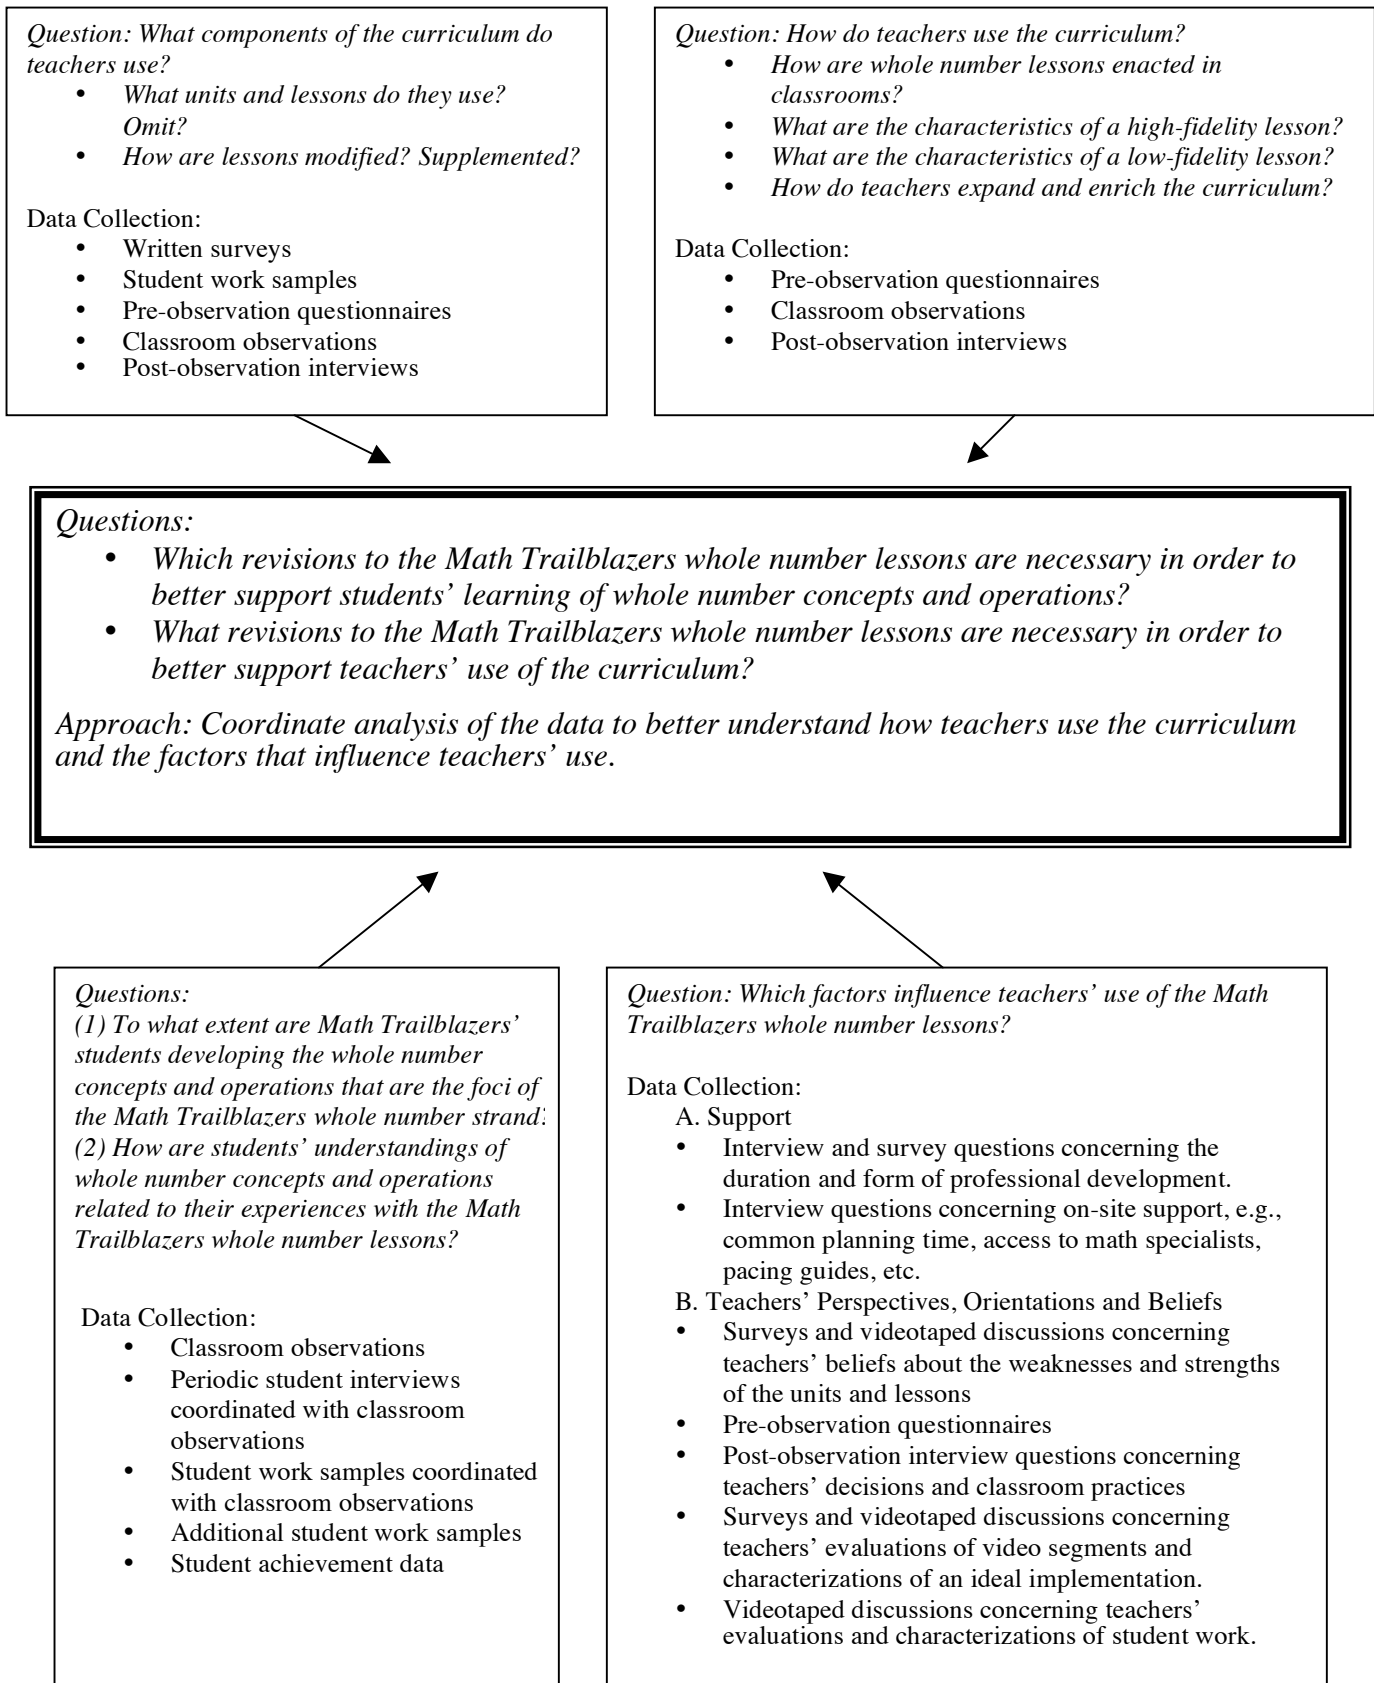 Question: What components of the curriculum do
teachers use?
• What units and lessons do they use?
Omit?
• How are lessons modified? Supplemented?
Data Collection:
• Written surveys
• Student work samples
• Pre-observation questionnaires
• Classroom observations
• Post-observation interviews
Question: How do teachers use the curriculum?
• How are whole number lessons enacted in
classrooms?
• What are the characteristics of a high-fidelity lesson?
• What are the characteristics of a low-fidelity lesson?
• How do teachers expand and enrich the curriculum?
Data Collection:
• Pre-observation questionnaires
• Classroom observations
• Post-observation interviews
Questions:
• Which revisions to the Math Trailblazers whole number lessons are necessary in order to
better support students’ learning of whole number concepts and operations?
• What revisions to the Math Trailblazers whole number lessons are necessary in order to
better support teachers’ use of the curriculum?
Approach: Coordinate analysis of the data to better understand how teachers use the curriculum
and the factors that influence teachers’ use.
Questions:
(1) To what extent are Math Trailblazers’
students developing the whole number
concepts and operations that are the foci of
the Math Trailblazers whole number strand?
(2) How are students’ understandings of
whole number concepts and operations
related to their experiences with the Math
Trailblazers whole number lessons?
Data Collection:
• Classroom observations
• Periodic student interviews
coordinated with classroom
observations
• Student work samples coordinated
with classroom observations
• Additional student work samples
• Student achievement data
Question: Which factors influence teachers’ use of the Math
Trailblazers whole number lessons?
Data Collection:
A. Support
• Interview and survey questions concerning the
duration and form of professional development.
• Interview questions concerning on-site support, e.g.,
common planning time, access to math specialists,
pacing guides, etc.
B. Teachers’ Perspectives, Orientations and Beliefs
• Surveys and videotaped discussions concerning
teachers’ beliefs about the weaknesses and strengths
of the units and lessons
• Pre-observation questionnaires
• Post-observation interview questions concerning
teachers’ decisions and classroom practices
• Surveys and videotaped discussions concerning
teachers’ evaluations of video segments and
characterizations of an ideal implementation.
• Videotaped discussions concerning teachers’
evaluations and characterizations of student work.